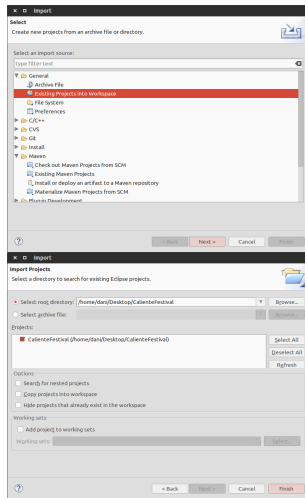 Import
Select
Create new projects from an archive file or directory.
Select an import source:
type filter text
General
Archive File
Existing Projects into Workspace
File System
Preferences
C/C++
CVS
Git
Install
Maven
Check out Maven Projects from SCM
Existing Maven Projects
Install or deploy an artifact to a Maven repository
Materialize Maven Projects from SCM
Plug-in Development
< Back Next > Cancel Finish
Import
Import Projects
Select a directory to search for existing Eclipse projects.
Select root directory: /home/dani/Desktop/CalienteFestival Browse...
Select archive file: Browse...
Projects:
CalienteFestival (/home/dani/Desktop/CalienteFestival) Select All
Deselect All
Refresh
Options
Search for nested projects
Copy projects into workspace
Hide projects that already exist in the workspace
Working sets
Add project to working sets
Working sets: Select...
< Back Next > Cancel Finish